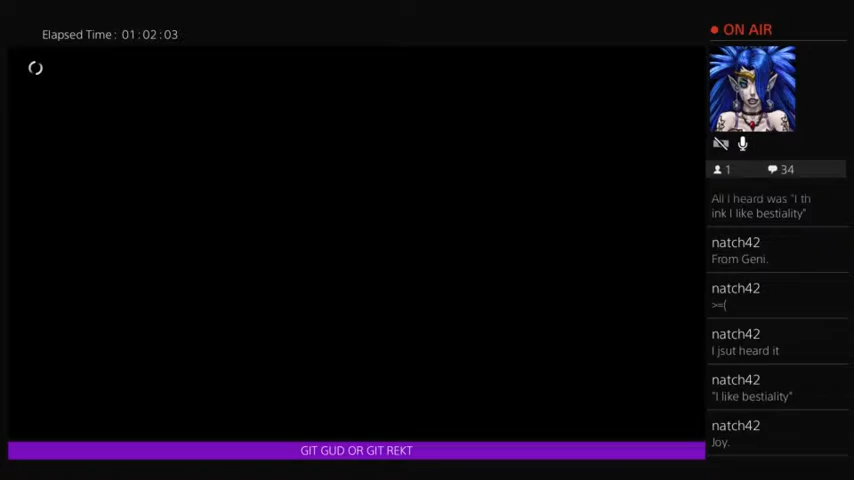 Elapsed Time : 01:02:03
ON AIR
1
34
All i heard was "I th
ink I like bestiality"
natch42
From Geni.
natch42
>=(
natch42
I jsut heard it
natch42
"I like bestiality"
natch42
Joy.
GIT GUD OR GIT REKT